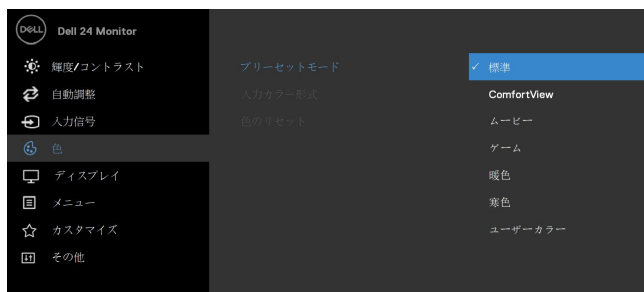 DELL Dell 24 Monitor
輝度/コントラスト
自動調整
入力信号
色
ディスプレイ
メニュー
カスタマイズ
その他
プリーセットモード
入力カラー形式
色のリセット
✓ 標準
ComfortView
ムービー
ゲーム
暖色
寒色
ユーザーカラー